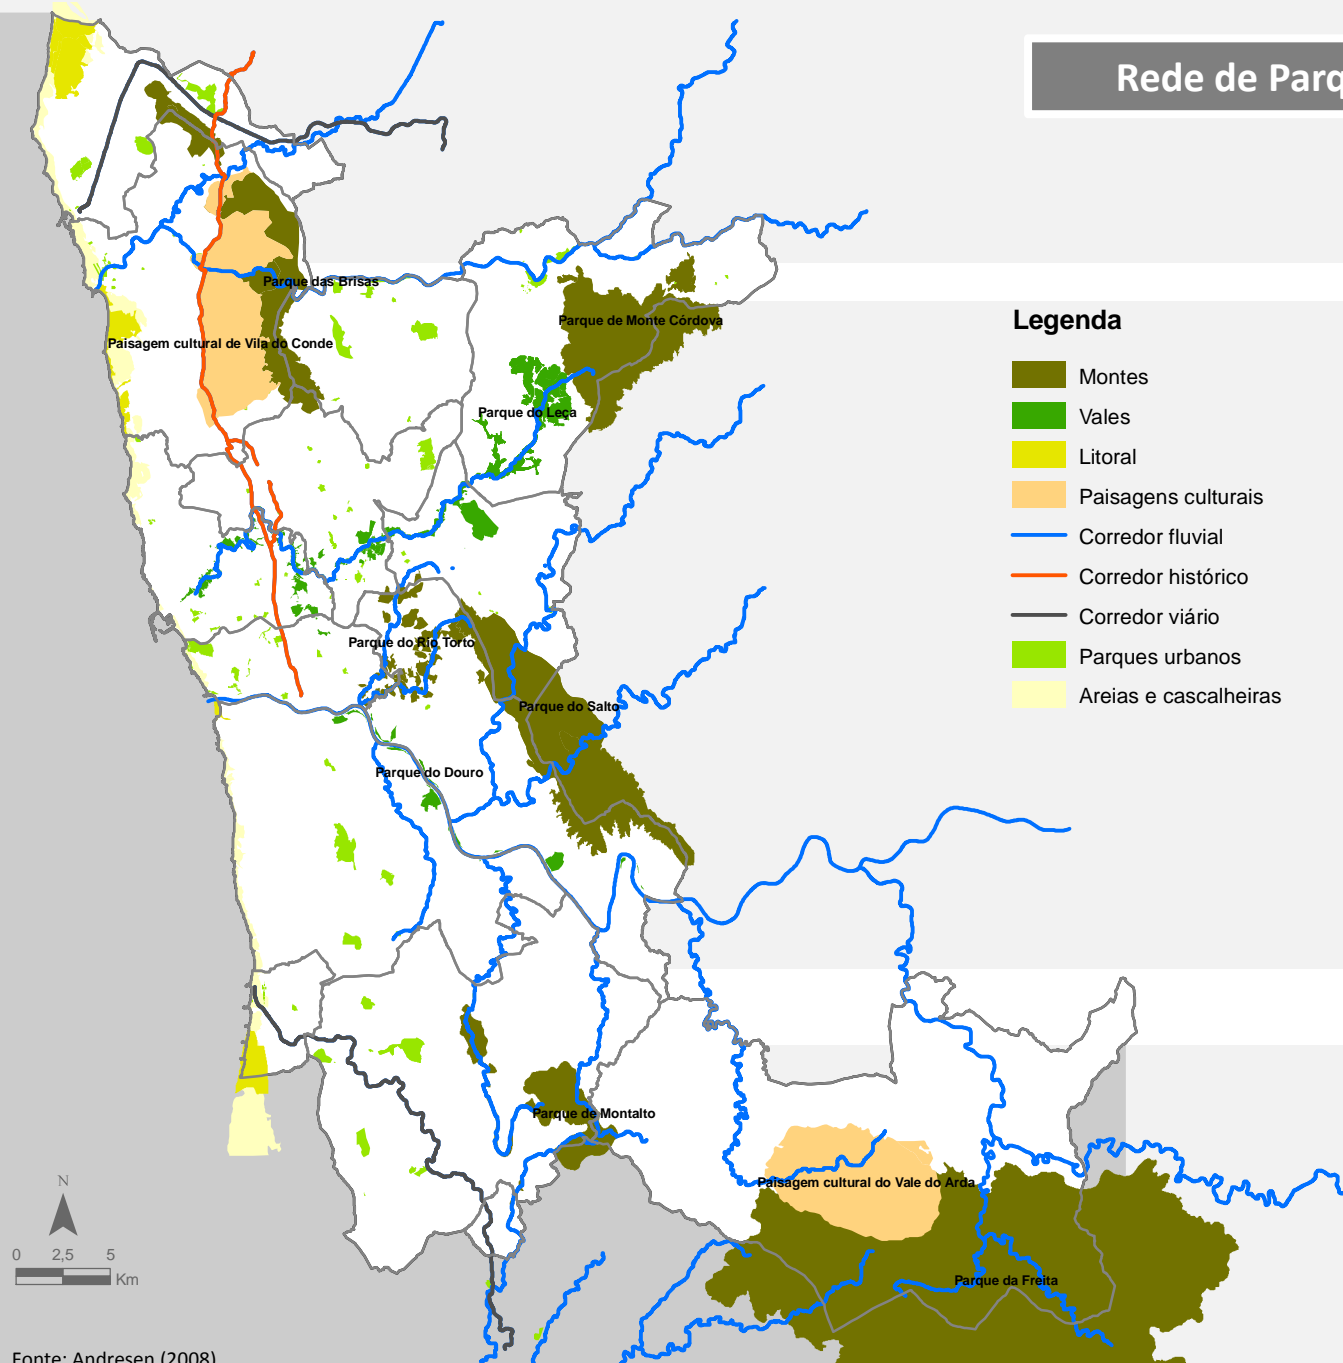 Rede de Parq
Parque das Brisas
Parque de Monte Córdova
Paisagem cultural de Vila do Conde
Parque do Leça
Parque do Rio Torto
Parque do Salto
Parque do Douro
Parque de Montalto
Paisagem cultural do Vale do Arda
Parque da Freita
Legenda
Montes
Vales
Litoral
Paisagens culturais
Corredor fluvial
Corredor histórico
Corredor viário
Parques urbanos
Areias e cascalheiras
N
0 2,5 5
Km
Fonte: Andresen (2008)